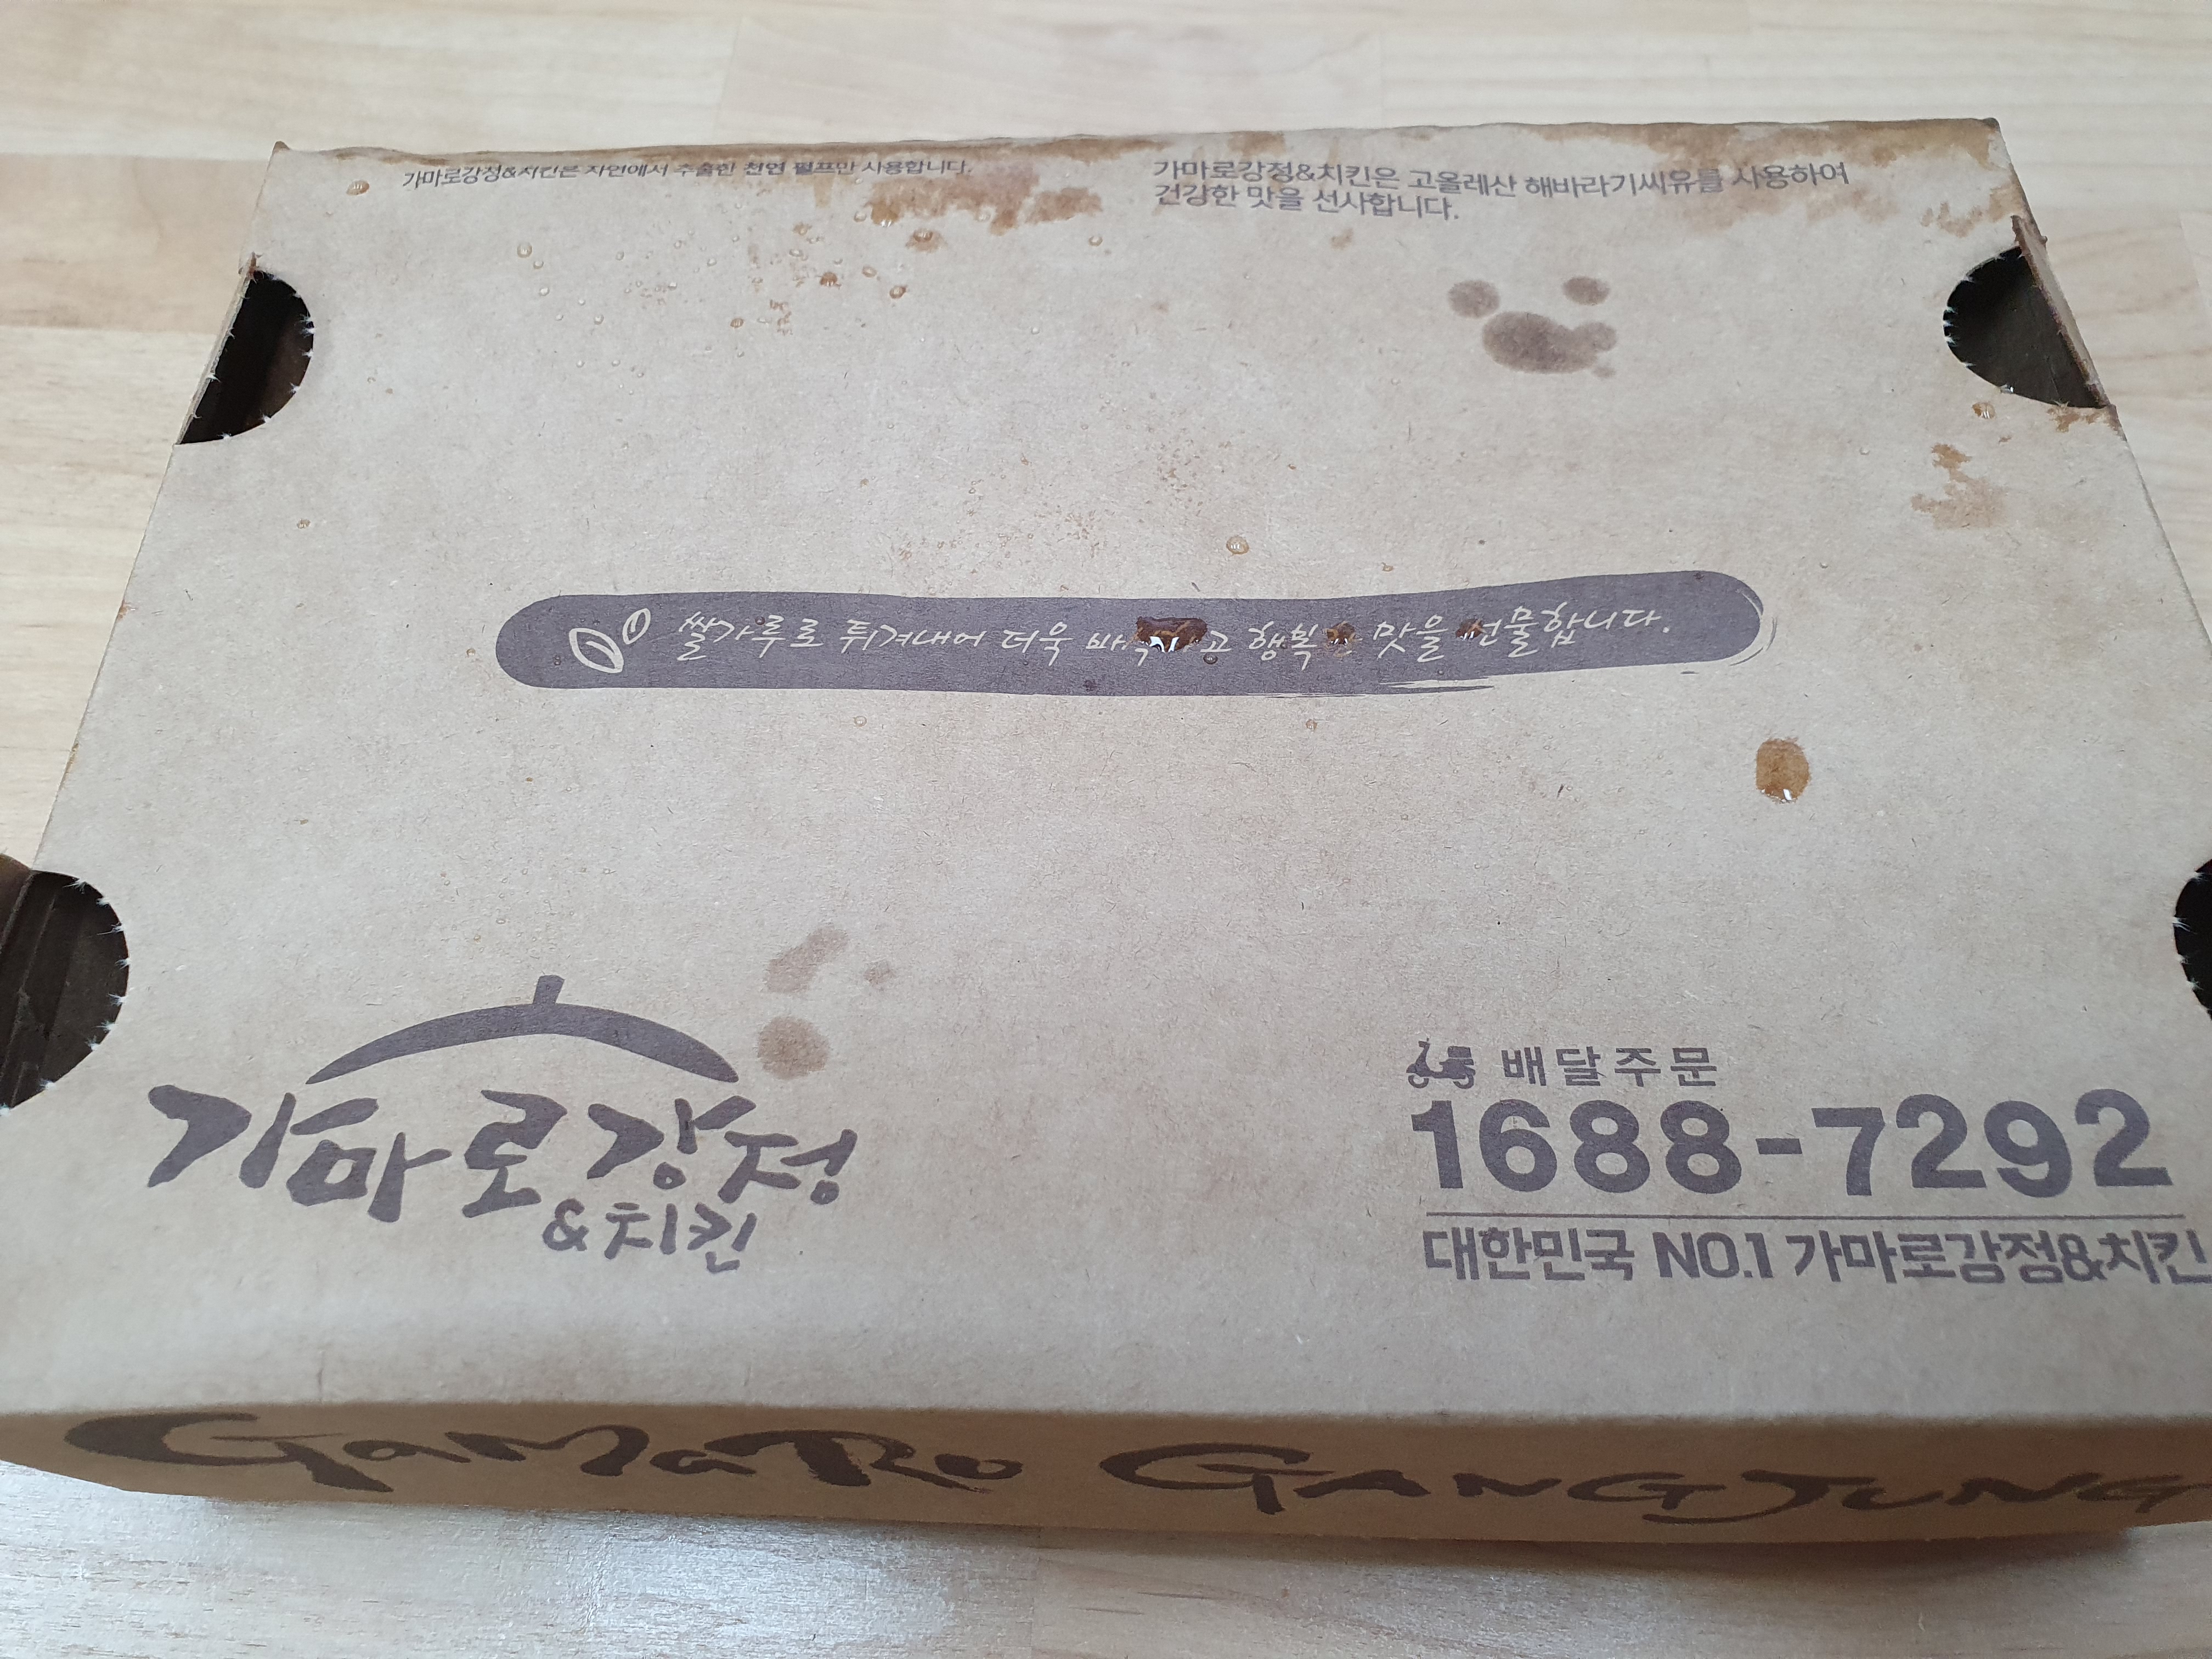 가마로강정&치킨은 자연에서 추출한 천연 펄프만 사용합니다.
가마로강정&치킨은 고올레산 해바라기씨유를 사용하여
건강한 맛을 선사합니다.
쌀가루로 튀겨내어 더욱 고 맛을 선물합니다.
가마로강정
&치킨
배달주문
1688-7292
대한민국 NO.1 가마로강정&치킨
GaMaRo GANGJUNG